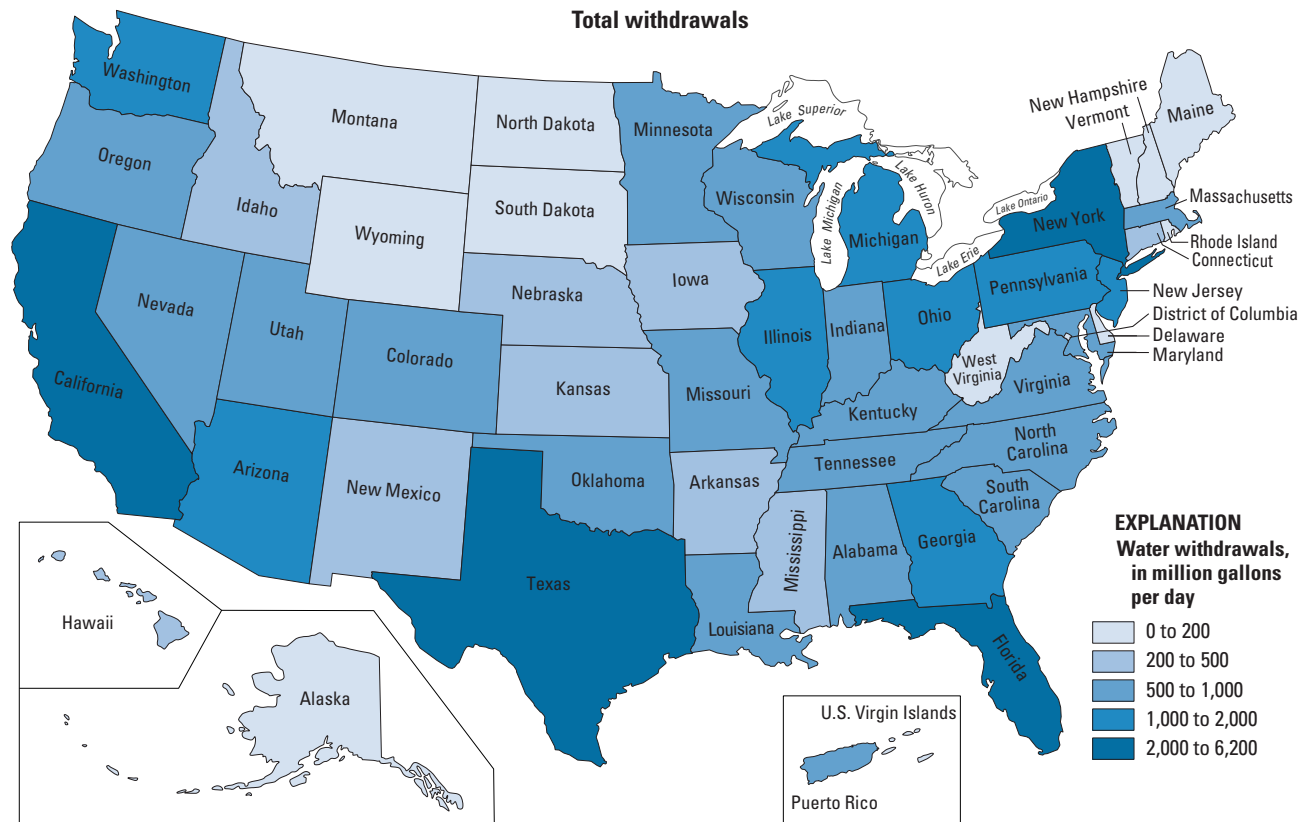 Total withdrawals
Washington
Montana
North Dakota
Minnesota
Lake Superior
New Hampshire
Vermont
Maine
Oregon
Idaho
Wyoming
South Dakota
Wisconsin
Lake Michigan
Lake Huron
Michigan
Lake Ontario
Lake Erie
New York
Massachusetts
Rhode Island
Connecticut
Nevada
Utah
Colorado
Nebraska
Iowa
Illinois
Indiana
Ohio
Pennsylvania
New Jersey
District of Columbia
Delaware
Maryland
California
Kansas
Missouri
Kentucky
West
Virginia
Virginia
Arizona
New Mexico
Oklahoma
Arkansas
Tennessee
North
Carolina
South
Carolina
Texas
Louisiana
Mississippi
Alabama
Georgia
Florida
Hawaii
Alaska
U.S. Virgin Islands
Puerto Rico
EXPLANATION
Water withdrawals,
in million gallons
per day
0 to 200
200 to 500
500 to 1,000
1,000 to 2,000
2,000 to 6,200